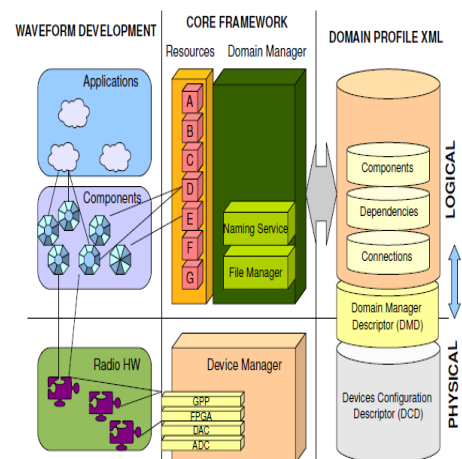 WAVEFORM DEVELOPMENT
CORE FRAMEWORK
DOMAIN PROFILE XML
Resources
Domain Manager
Applications
Components
A
B
C
D
E
F
G
Naming Service
File Manager
Components
Dependencies
Connections
LOGICAL
Domain Manager
Descriptor (DMD)
Radio HW
Device Manager
GPP
FPGA
DAC
ADC
Devices Configuration
Descriptor (DCD)
PHYSICAL